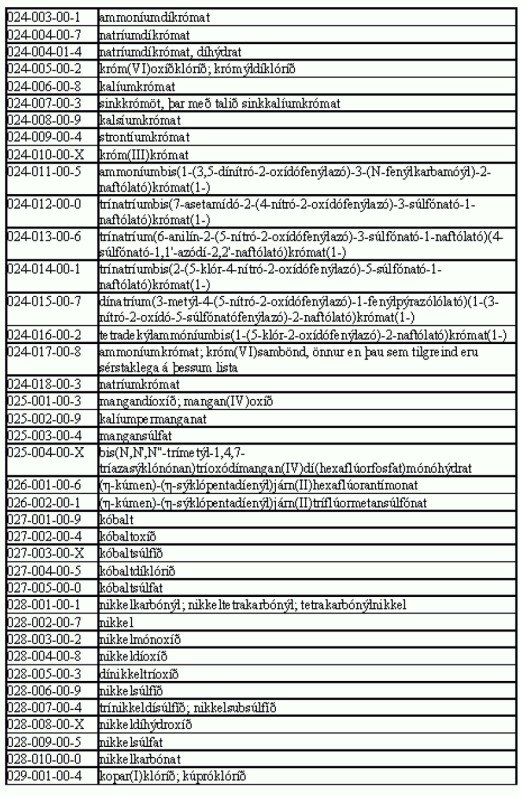 024-003-00-1 ammoníumdíkrómat
024-004-00-7 natríumdíkrómat
024-004-01-4 natríumdíkrómat, díhýdrat
024-005-00-2 króm(VI)oxíðklóríð; krómýldíklóríð
024-006-00-8 kalíumkrómat
024-007-00-3 sinkkrómöt, þar með talið sinkkalíumkrómat
024-008-00-9 kalsíumkrómat
024-009-00-4 strontíumkrómat
024-010-00-X króm(III)krómat
024-011-00-5 ammoníumbis(1-(3,5-dínítró-2-oxídófenýlazó)-3-(N-fenýlkarbamóýl)-2-
naftólató)krómat(1-)
024-012-00-0 trínatríumbis(7-asetamídó-2-(4-nítró-2-oxídófenýlazó)-3-súlfónató-1-
naftólató)krómat(1-)
024-013-00-6 trínatríum(6-anilín-2-(5-nítró-2-oxídófenýlazó)-3-súlfónató-1-naftólató)(4-
súlfónató-1,1'-azódí-2,2'-naftólató)krómat(1-)
024-014-00-1 trínatríumbis(2-(5-klór-4-nítró-2-oxídófenýlazó)-5-súlfónató-1-
naftólató)krómat(1-)
024-015-00-7 dínatríum(3-metýl-4-(5-nítró-2-oxídófenýlazó)-1-fenýlpýrazólólató)(1-(3-
nítró-2-oxídó-5-súlfónatófenýlazó)-2-naftólató)krómat(1-)
024-016-00-2 tetradekýlammóníumbis(1-(5-klór-2-oxídófenýlazó)-2-naftólató)krómat(1-)
024-017-00-8 ammoníumkrómat; króm(VI)sambönd, önnur en þau sem tilgreind eru
sérstaklega á þessum lista
024-018-00-3 natríumkrómat
025-001-00-3 mangandíoxíð; mangan(IV)oxíð
025-002-00-9 kalíumpermanganat
025-003-00-4 mangansúlfat
025-004-00-X bis(N,N',N''-trímetýl-1,4,7-
tríazasýklónónan)tríoxódímangan(IV)dí(hexaflúorfosfat)mónóhýdrat
026-001-00-6 (η-kúmen)-(η-sýklópentadíenýl)járn(II)hexaflúorantímonat
026-002-00-1 (η-kúmen)-(η-sýklópentadíenýl)járn(II)tríflúormetansúlfónat
027-001-00-9 kóbalt
027-002-00-4 kóbaltoxíð
027-003-00-X kóbaltsúlfíð
027-004-00-5 kóbaltdíklóríð
027-005-00-0 kóbaltsúlfat
028-001-00-1 nikkelkarbónýl; nikkeltetrakarbónýl; tetrakarbónýlnikkel
028-002-00-7 nikkel
028-003-00-2 nikkelmónoxíð
028-004-00-8 nikkeldíoxíð
028-005-00-3 dínikkeltríoxíð
028-006-00-9 nikkelsúlfíð
028-007-00-4 trínikkeldísúlfíð; nikkelsubsúlfíð
028-008-00-X nikkeldíhýdroxíð
028-009-00-5 nikkelsúlfat
028-010-00-0 nikkelkarbónat
029-001-00-4 kopar(I)klóríð; kúpróklóríð